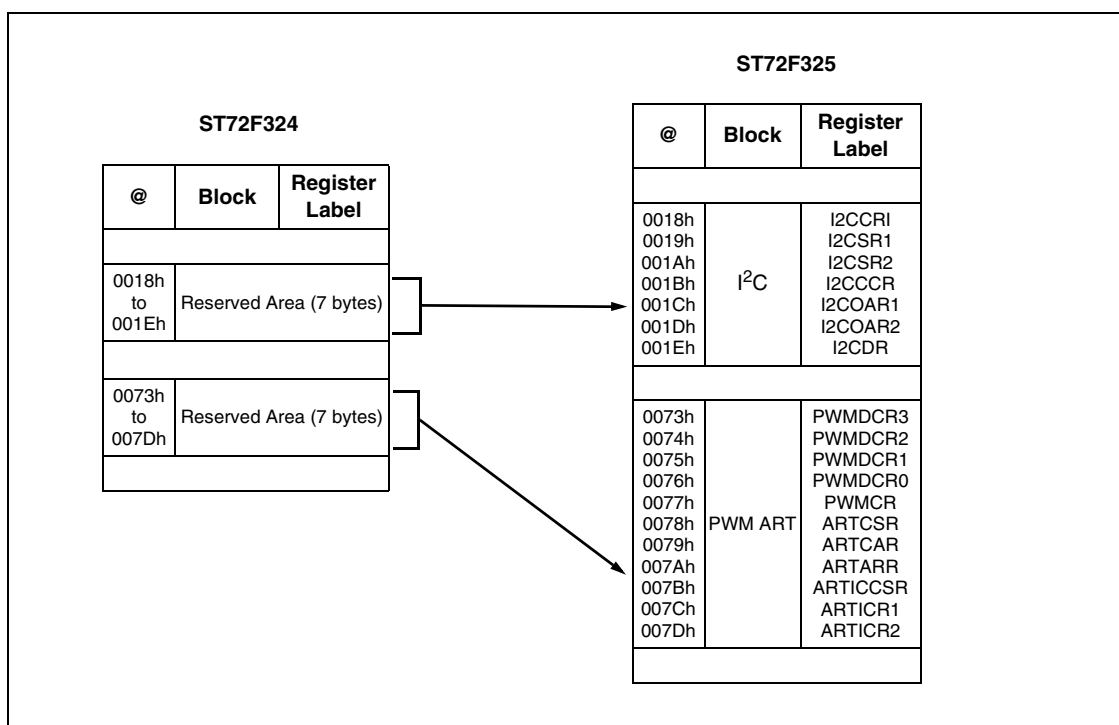 ST72F324
@ Block Register Label
0018h to 001Eh Reserved Area (7 bytes)
0073h to 007Dh Reserved Area (7 bytes)
ST72F325
@ Block Register Label
0018h I2CCRI
0019h I2CSR1
001Ah I2CSR2
001Bh I²C I2CCCR
001Ch I2COAR1
001Dh I2COAR2
001Eh I2CDR
0073h PWMDCR3
0074h PWMDCR2
0075h PWMDCR1
0076h PWMDCR0
0077h PWMCR
0078h PWM ART ARTCSR
0079h ARTCAR
007Ah ARTARR
007Bh ARTICCSR
007Ch ARTICR1
007Dh ARTICR2